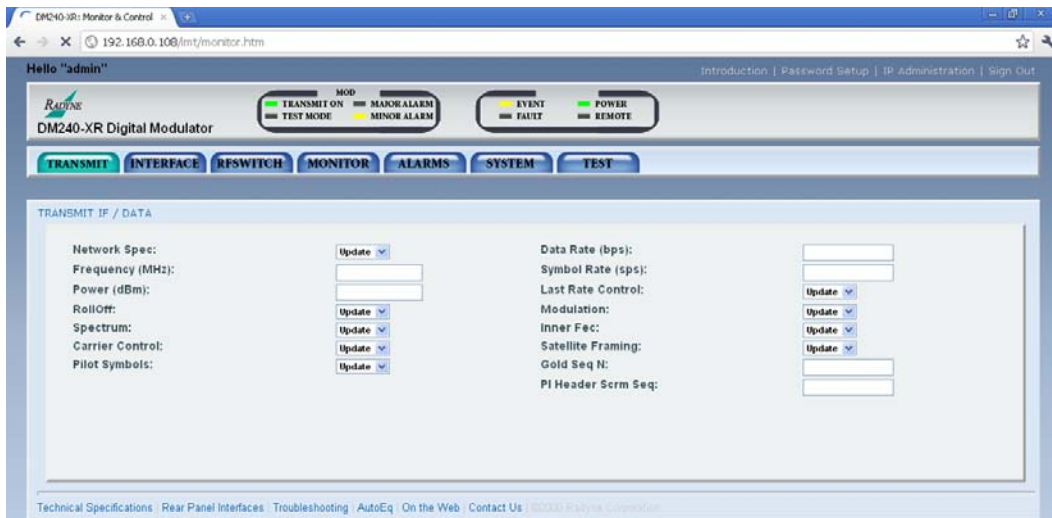 DM240-XR: Monitor & Control
192.168.0.108/lmt/monitor.htm
Hello "admin"
Introduction | Password Setup | IP Administration | Sign Out
RADYNE
DM240-XR Digital Modulator
MOD
TRANSMIT ON MAJOR ALARM
TEST MODE MINOR ALARM
EVENT POWER
FAULT REMOTE
TRANSMIT INTERFACE RFSWITCH MONITOR ALARMS SYSTEM TEST
TRANSMIT IF / DATA
Network Spec: Update
Frequency (MHz):
Power (dBm):
RollOff: Update
Spectrum: Update
Carrier Control: Update
Pilot Symbols: Update
Data Rate (bps):
Symbol Rate (sps):
Last Rate Control: Update
Modulation: Update
Inner Fec: Update
Satellite Framing: Update
Gold Seq N:
Pl Header Scrm Seq:
Technical Specifications | Rear Panel Interfaces | Troubleshooting | AutoEq | On the Web | Contact Us | Radyne Corporation